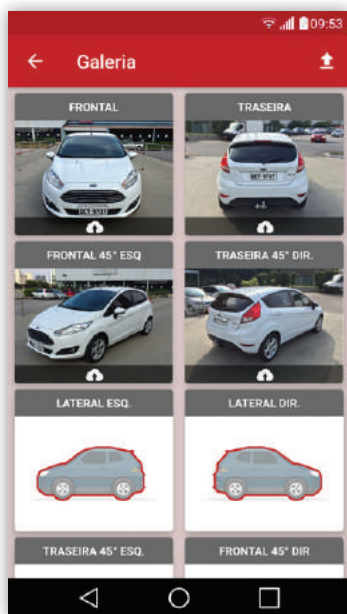 09:53
Galeria
FRONTAL
TRASEIRA
FRONTAL 45° ESQ
TRASEIRA 45° DIR.
LATERAL ESQ.
LATERAL DIR.
TRASEIRA 45° ESQ.
FRONTAL 45° DIR